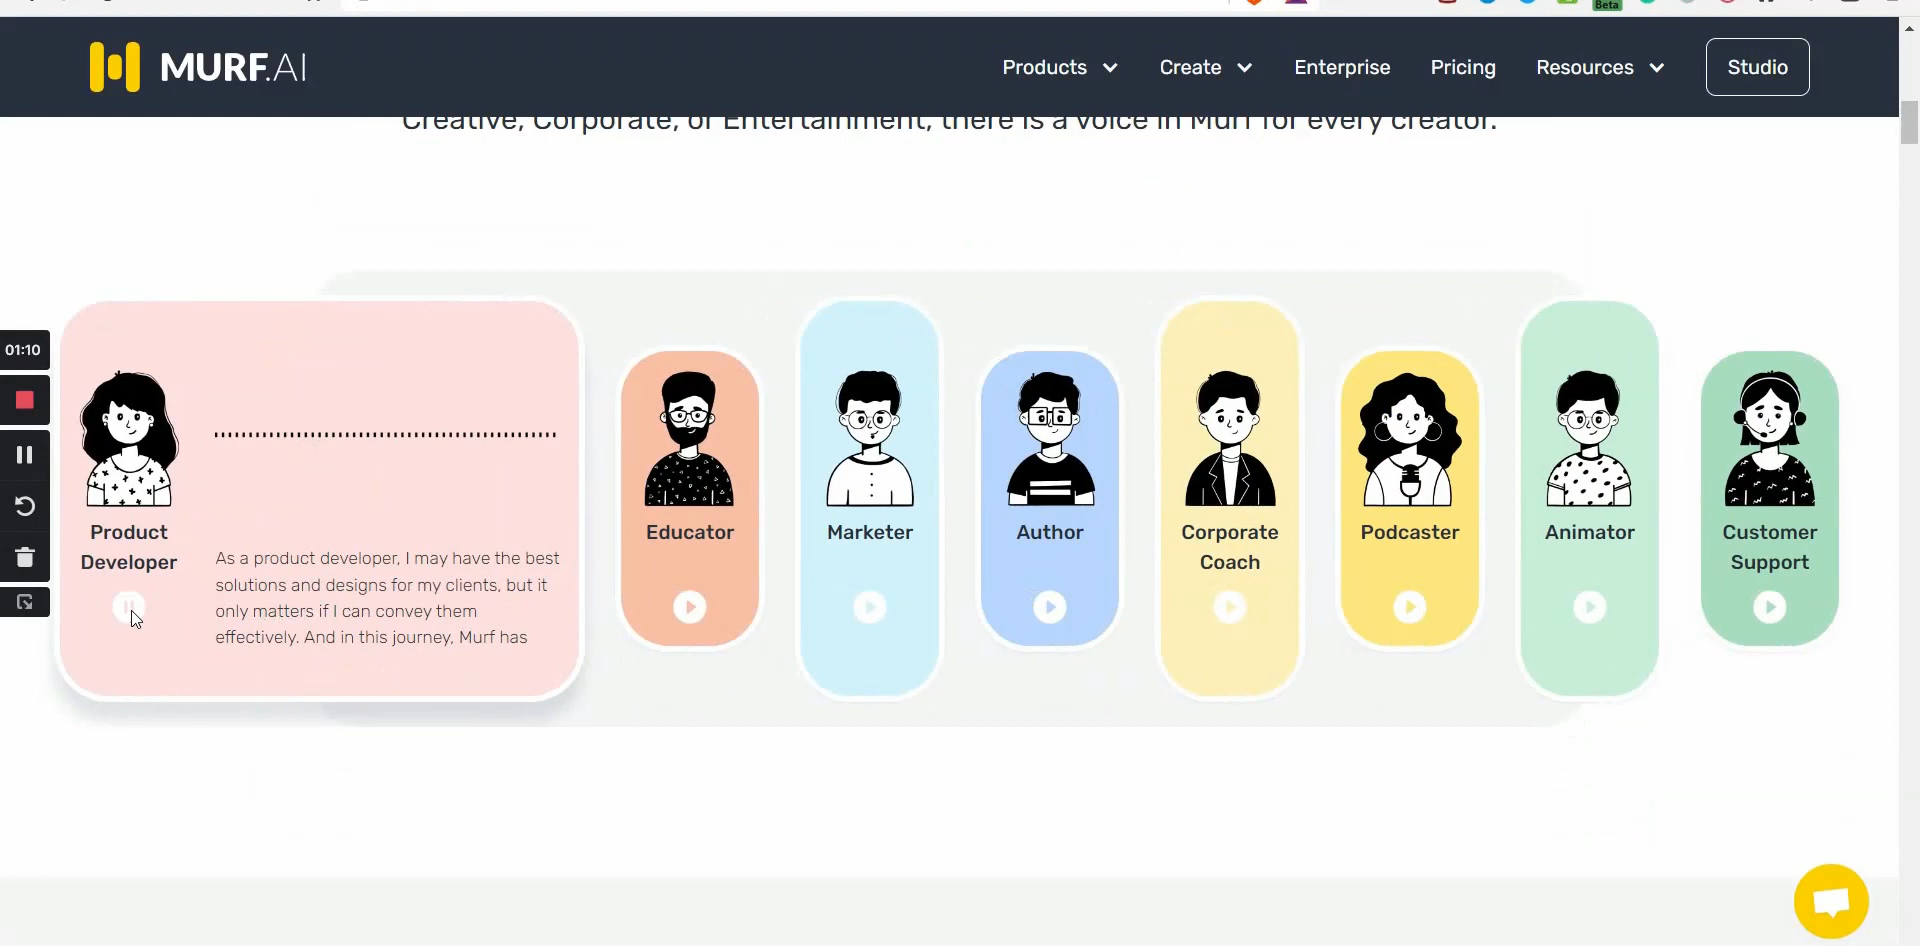 Beta
MURF.AI
Products
Create
Enterprise
Pricing
Resources
Studio
Creative, Corporate, or Entertainment, there is a voice in Murf for every creator.
01:10
Product
Developer
As a product developer, I may have the best
solutions and designs for my clients, but it
only matters if I can convey them
effectively. And in this journey, Murf has
Educator
Marketer
Author
Corporate
Coach
Podcaster
Animator
Customer
Support